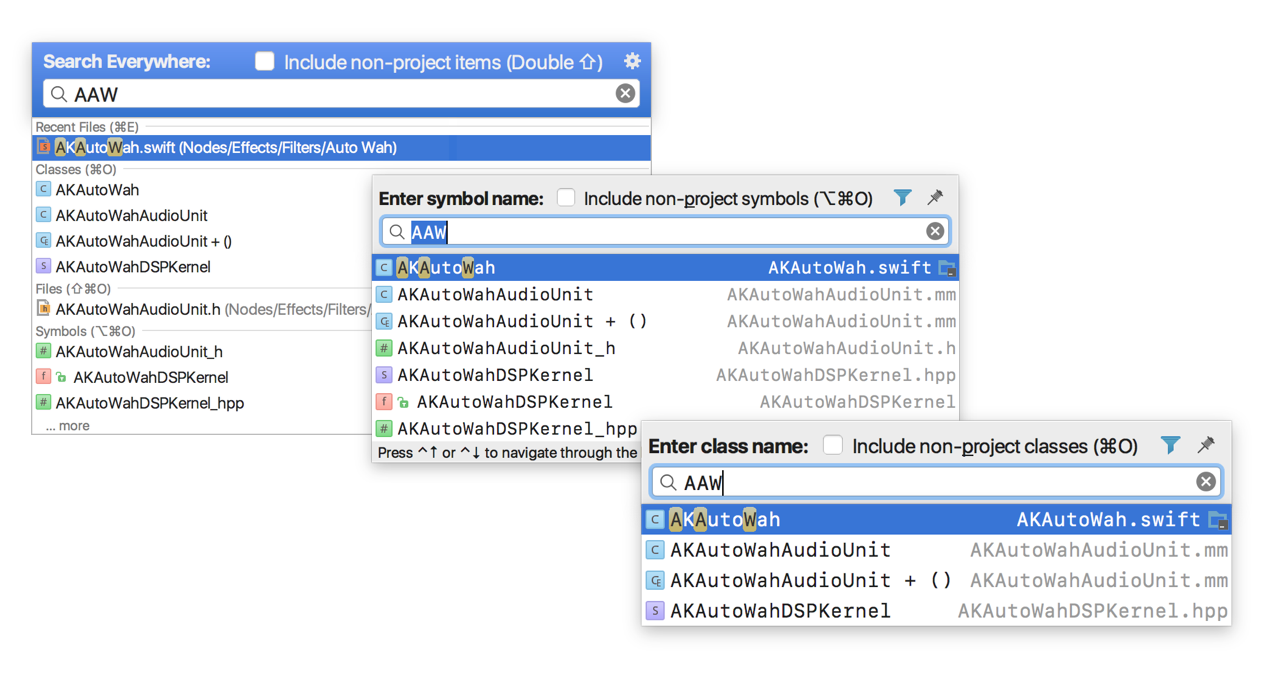 Search Everywhere: Include non-project items (Double ⇧)
AAW
Recent Files (⌘E)
AKAutoWah.swift (Nodes/Effects/Filters/Auto Wah)
Classes (⌘O)
C AKAutoWah
C AKAutoWahAudioUnit
CE AKAutoWahAudioUnit + ()
S AKAutoWahDSPKernel
Files (⇧⌘O)
h AKAutoWahAudioUnit.h (Nodes/Effects/Filters/
Symbols (⌥⌘O)
# AKAutoWahAudioUnit_h
f AKAutoWahDSPKernel
# AKAutoWahDSPKernel_hpp
... more
Enter symbol name: Include non-project symbols (⌥⌘O)
AAW
C AKAutoWah AKAutoWah.swift
C AKAutoWahAudioUnit AKAutoWahAudioUnit.mm
CE AKAutoWahAudioUnit + () AKAutoWahAudioUnit.mm
# AKAutoWahAudioUnit_h AKAutoWahAudioUnit.h
S AKAutoWahDSPKernel AKAutoWahDSPKernel.hpp
f AKAutoWahDSPKernel AKAutoWahDSPKernel
# AKAutoWahDSPKernel_hpp
Press ⌃↑ or ⌃↓ to navigate through the
Enter class name: Include non-project classes (⌘O)
AAW
C AKAutoWah AKAutoWah.swift
C AKAutoWahAudioUnit AKAutoWahAudioUnit.mm
CE AKAutoWahAudioUnit + () AKAutoWahAudioUnit.mm
S AKAutoWahDSPKernel AKAutoWahDSPKernel.hpp